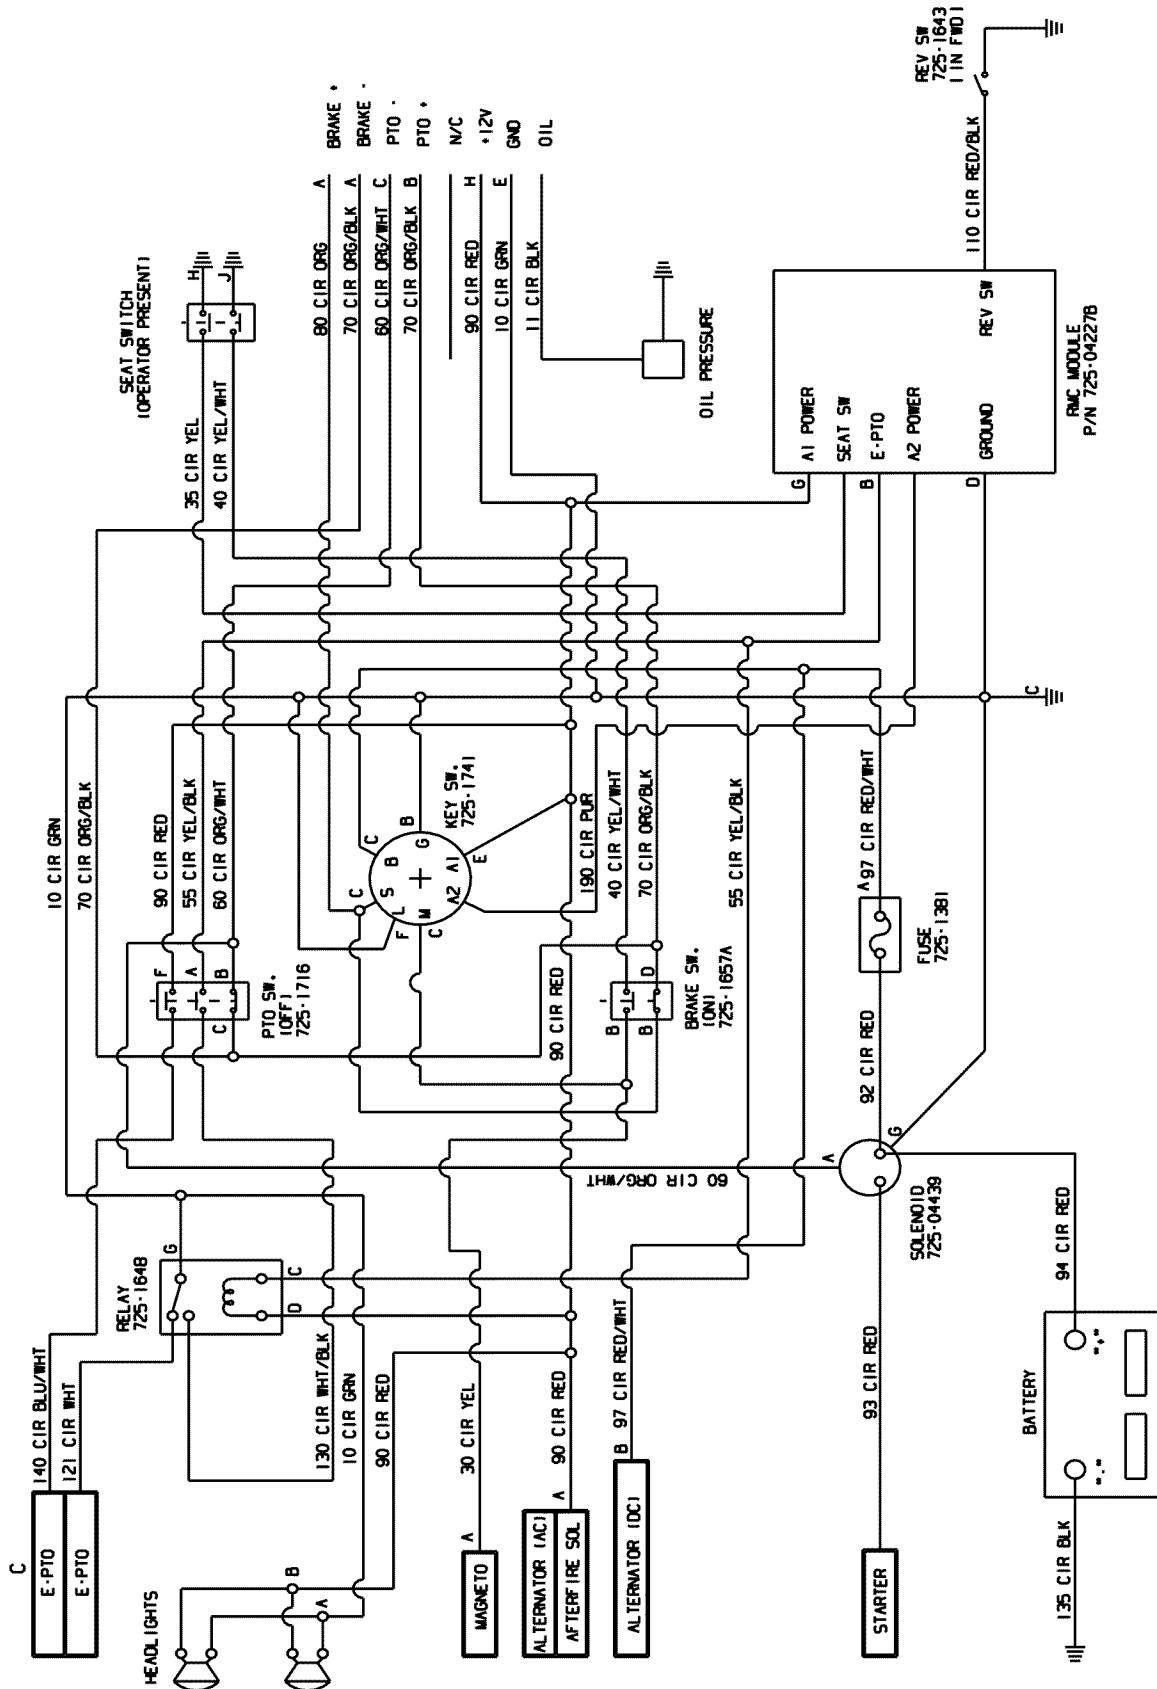 C
E-PTO
E-PTO
140 CIR BLU/WHT
121 CIR WHT
HEADLIGHTS
B
A
RELAY
725-1648
G
C
D
130 CIR WHT/BLK
10 CIR GRN
90 CIR RED
MAGNETO
A
30 CIR YEL
ALTERNATOR (AC)
AFTERFIRE SOL
A
90 CIR RED
ALTERNATOR (DC)
B
97 CIR RED/WHT
STARTER
93 CIR RED
135 CIR BLK
BATTERY
"-"
"+"
94 CIR RED
SOLENOID
725-04439
A
G
60 CIR ORG/WHT
92 CIR RED
FUSE
725-1381
A
97 CIR RED/WHT
10 CIR GRN
70 CIR ORG/BLK
90 CIR RED
55 CIR YEL/BLK
60 CIR ORG/WHT
F
A
B
C
PTO SW.
(OFF)
725-1716
KEY SW.
725-1741
C
C
B
B
G
S
L
M
A2
A1
F
C
E
90 CIR RED
190 CIR PUR
40 CIR YEL/WHT
70 CIR ORG/BLK
B
D
B
BRAKE SW.
(ON)
725-1657A
55 CIR YEL/BLK
SEAT SWITCH
(OPERATOR PRESENT)
H
J
35 CIR YEL
40 CIR YEL/WHT
80 CIR ORG
A
BRAKE +
70 CIR ORG/BLK
A
BRAKE -
60 CIR ORG/WHT
C
PTO -
70 CIR ORG/BLK
B
PTO +
N/C
90 CIR RED
H
+12V
10 CIR GRN
E
GND
11 CIR BLK
OIL
OIL PRESSURE
G
A1 POWER
SEAT SW
B
E-PTO
A2 POWER
D
GROUND
REV SW
RMC MODULE
P/N 725-04227B
110 CIR RED/BLK
REV SW
725-1643
(IN FWD)
C